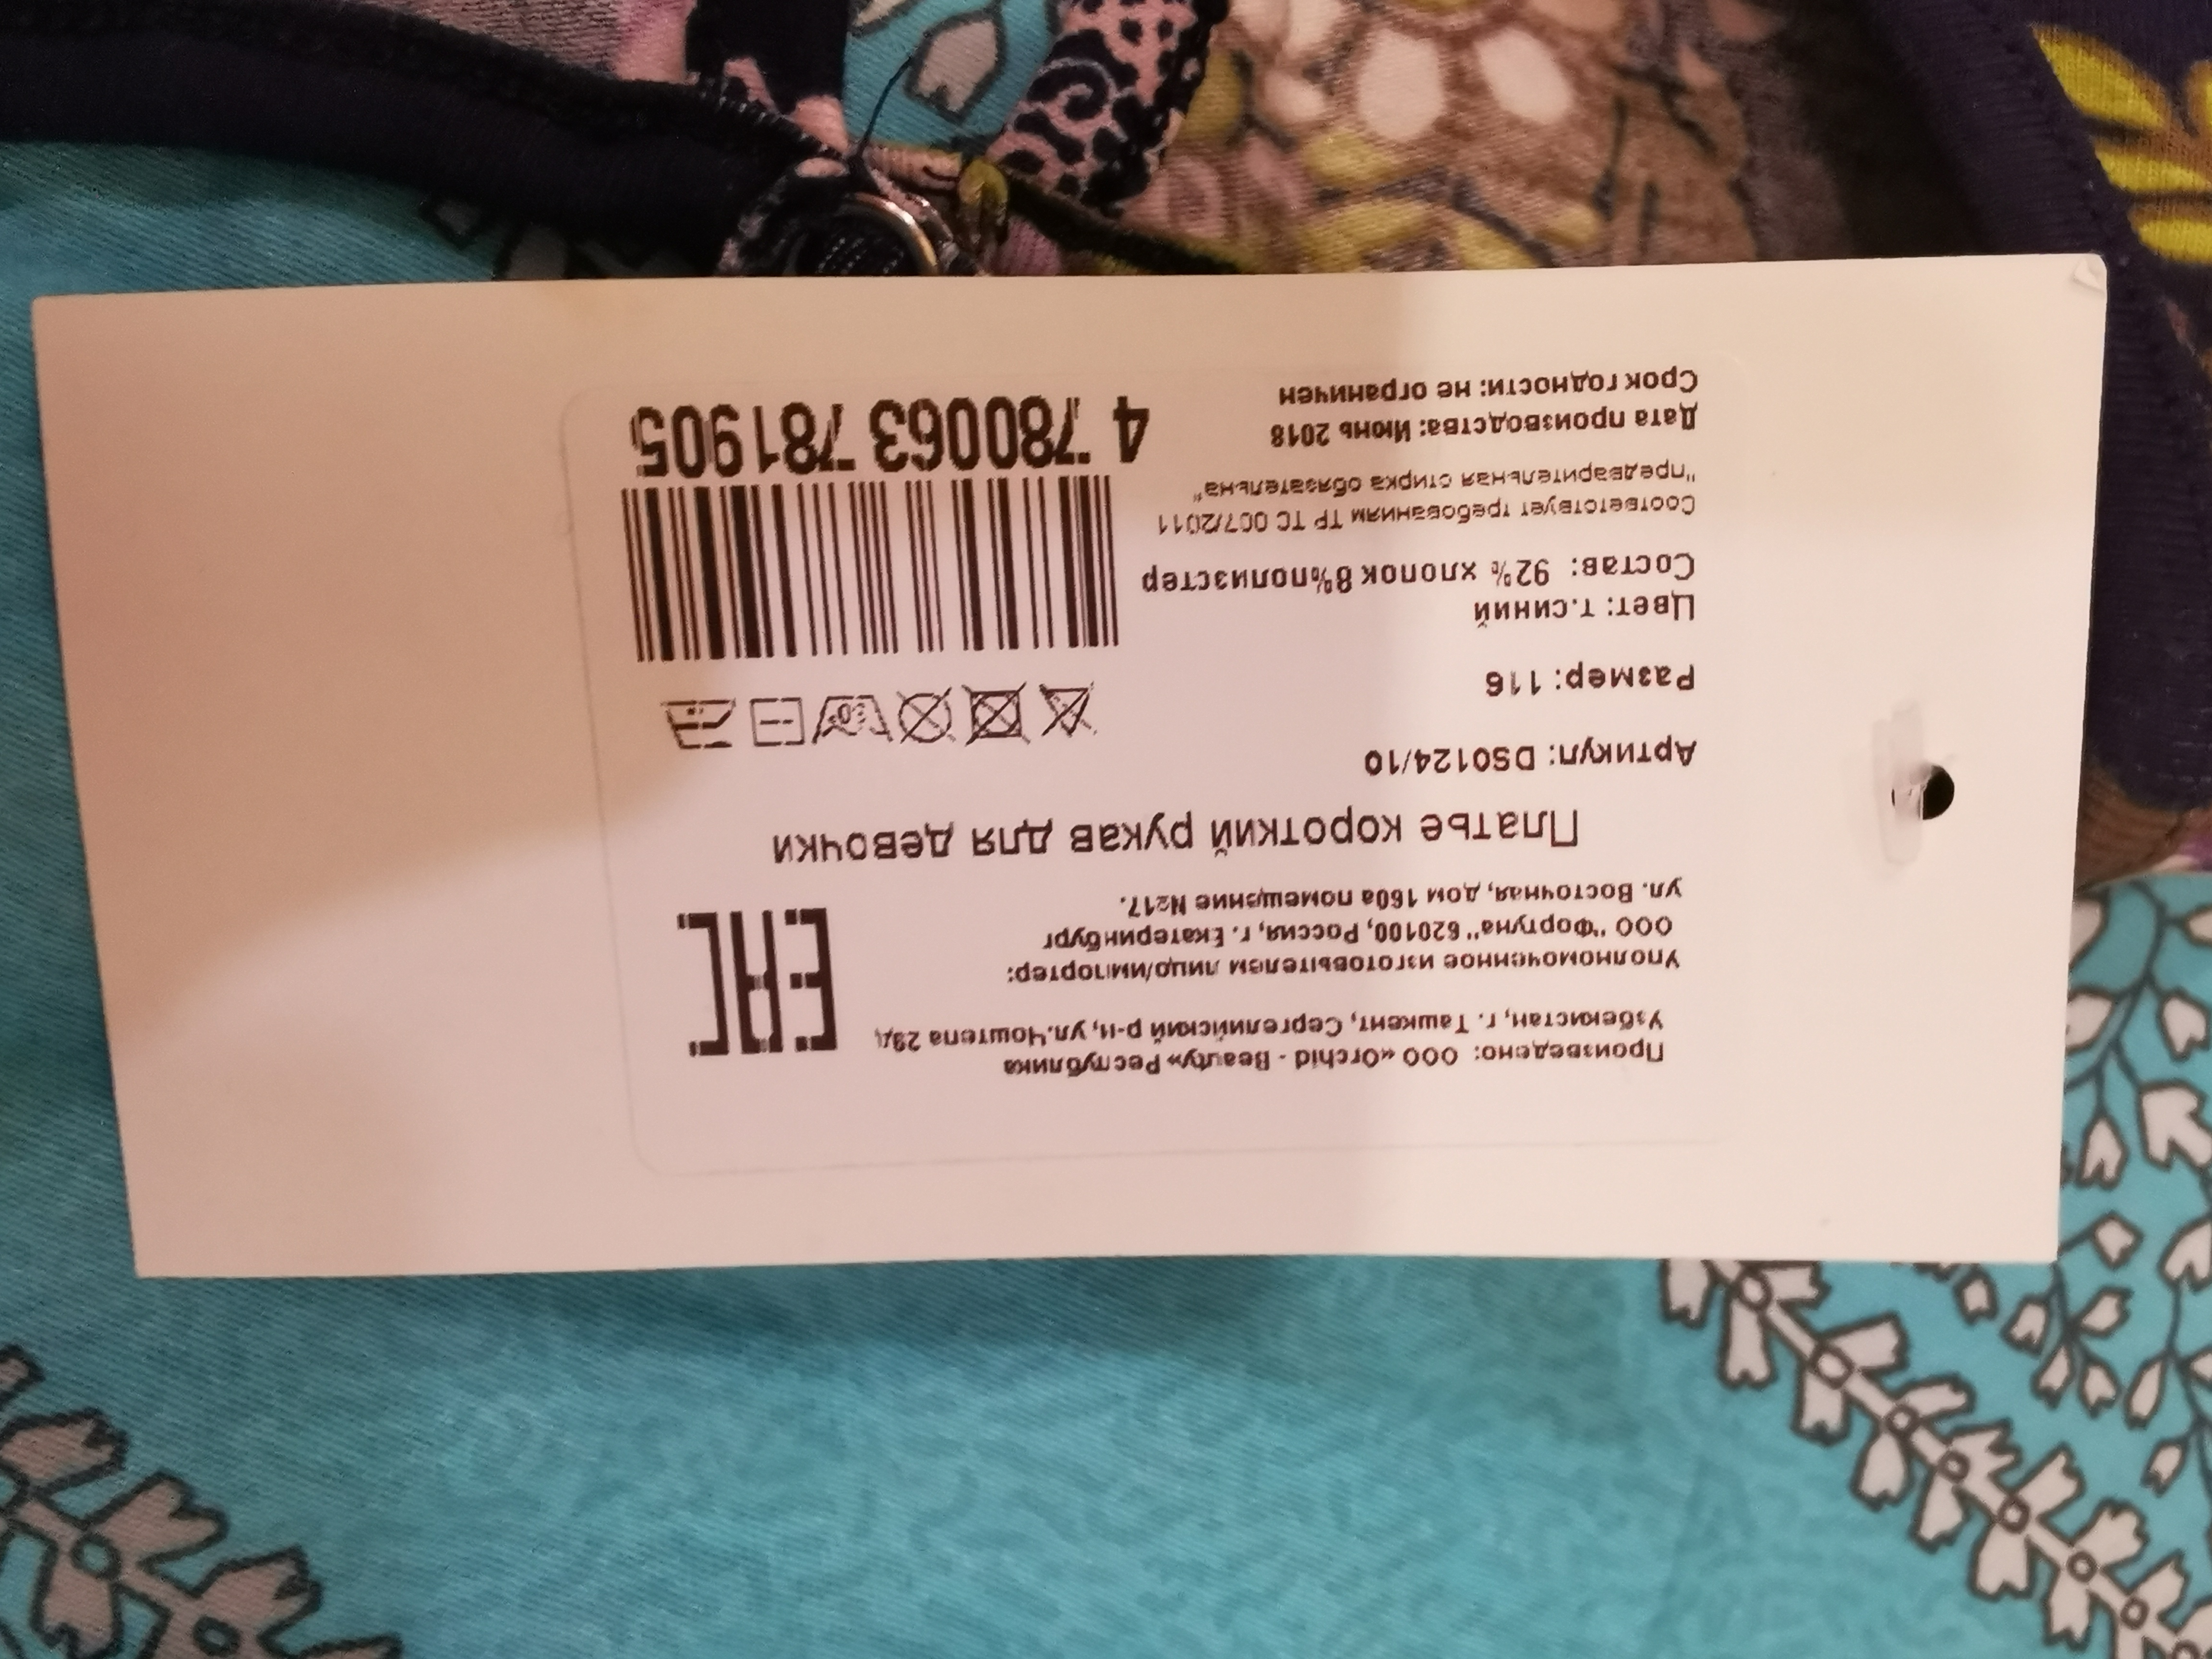 Произведено: ООО «Orchid - Beauty» Республика
Узбекистан, г. Ташкент, Сергелийский р-н, ул.Чоштепа 29д
Уполномоченное изготовителем лицо/импортер:
ООО "Фортуна" 620100, Россия, г. Екатеринбург
ул. Восточная, дом 160а помещение №17.
EAC
Платье короткий рукав для девочки
Артикул: DS0124/10
Размер: 116
Цвет: т.синий
Состав: 92% хлопок 8%полиэстер
Соответствует требованиям ТР ТС 007/2011
"предварительная стирка обязательна"
Дата производства: Июнь 2018
Срок годности: не ограничен
4 780063 781905